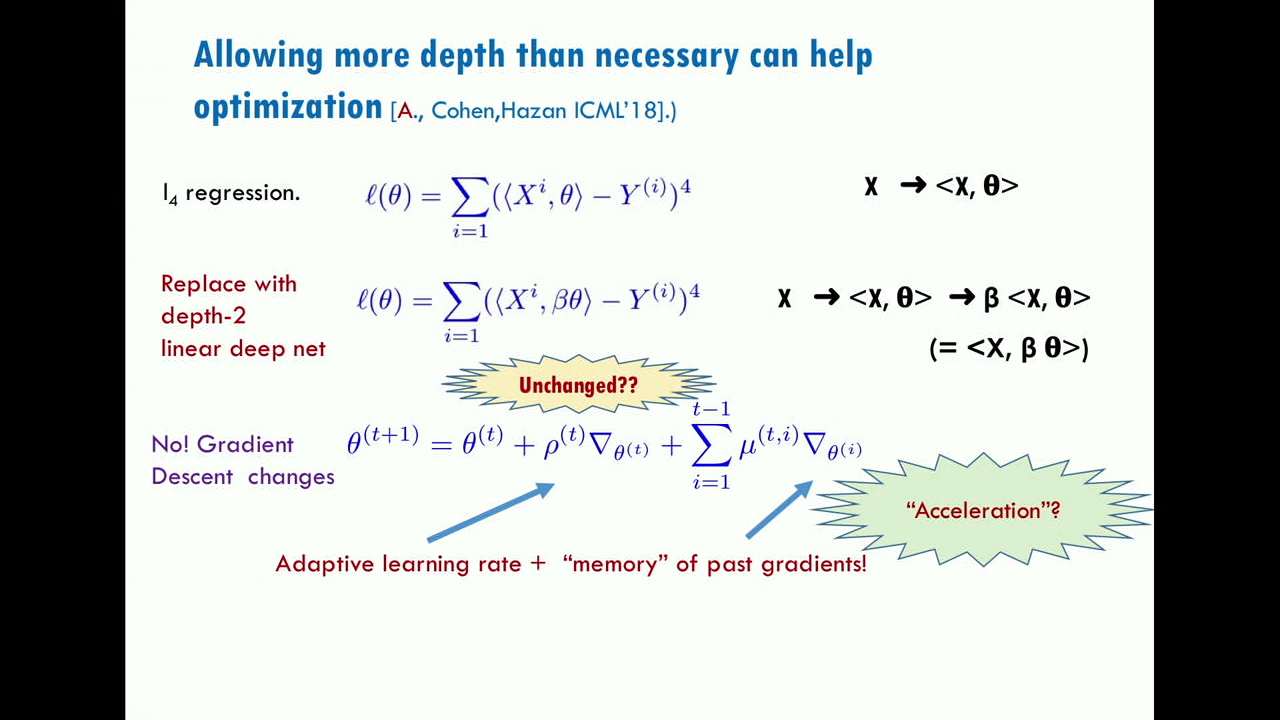 Allowing more depth than necessary can help
optimization [A., Cohen,Hazan ICML'18].)
l₄ regression.
ℓ(θ) = ∑_{i=1} (⟨X^i, θ⟩ − Y^{(i)})^4
x → <x, θ>
Replace with
depth-2
linear deep net
ℓ(θ) = ∑_{i=1} (⟨X^i, βθ⟩ − Y^{(i)})^4
x → <x, θ> → β <x, θ>
(= <X, β θ>)
Unchanged??
No! Gradient
Descent changes
θ^{(t+1)} = θ^{(t)} + ρ^{(t)}∇_{θ^{(t)}} + ∑_{i=1}^{t−1} μ^{(t,i)}∇_{θ^{(i)}}
"Acceleration"?
Adaptive learning rate + "memory" of past gradients!